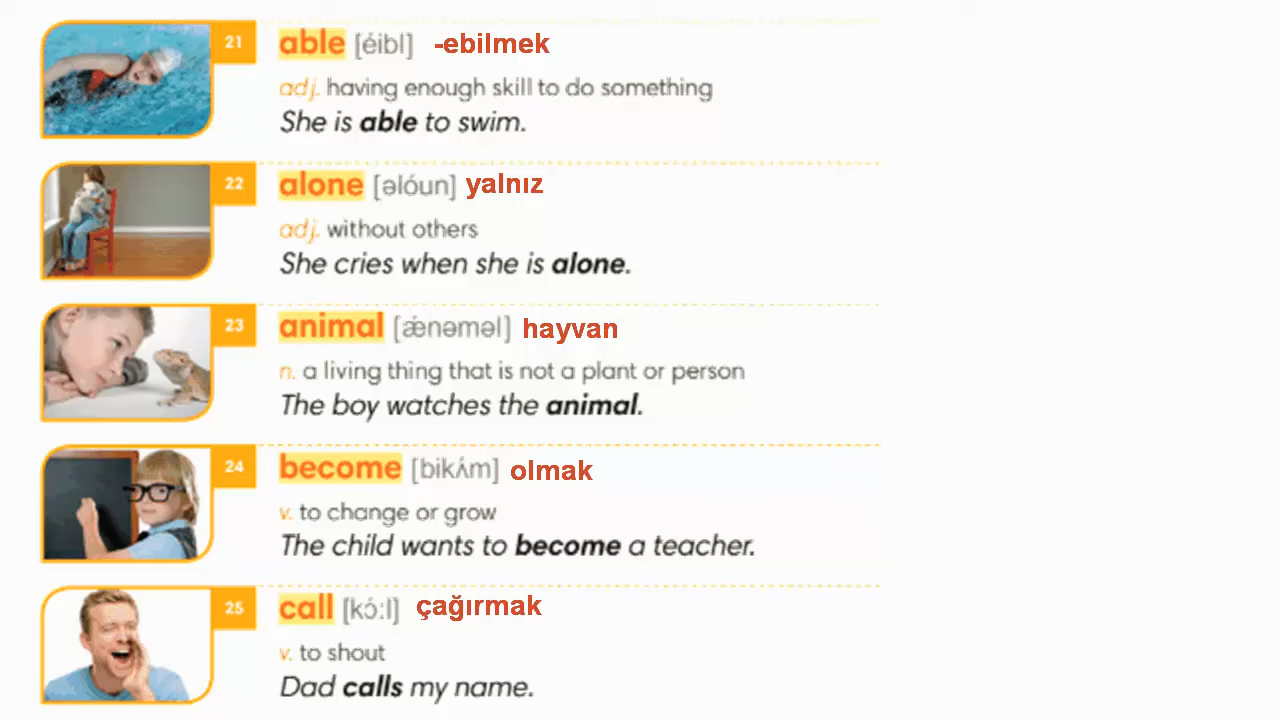 21 able [éibl] -ebilmek
adj. having enough skill to do something
She is able to swim.
22 alone [əlóun] yalnız
adj. without others
She cries when she is alone.
23 animal [ǽnəməl] hayvan
n. a living thing that is not a plant or person
The boy watches the animal.
24 become [bikʌ́m] olmak
v. to change or grow
The child wants to become a teacher.
25 call [kɔ́:l] çağırmak
v. to shout
Dad calls my name.